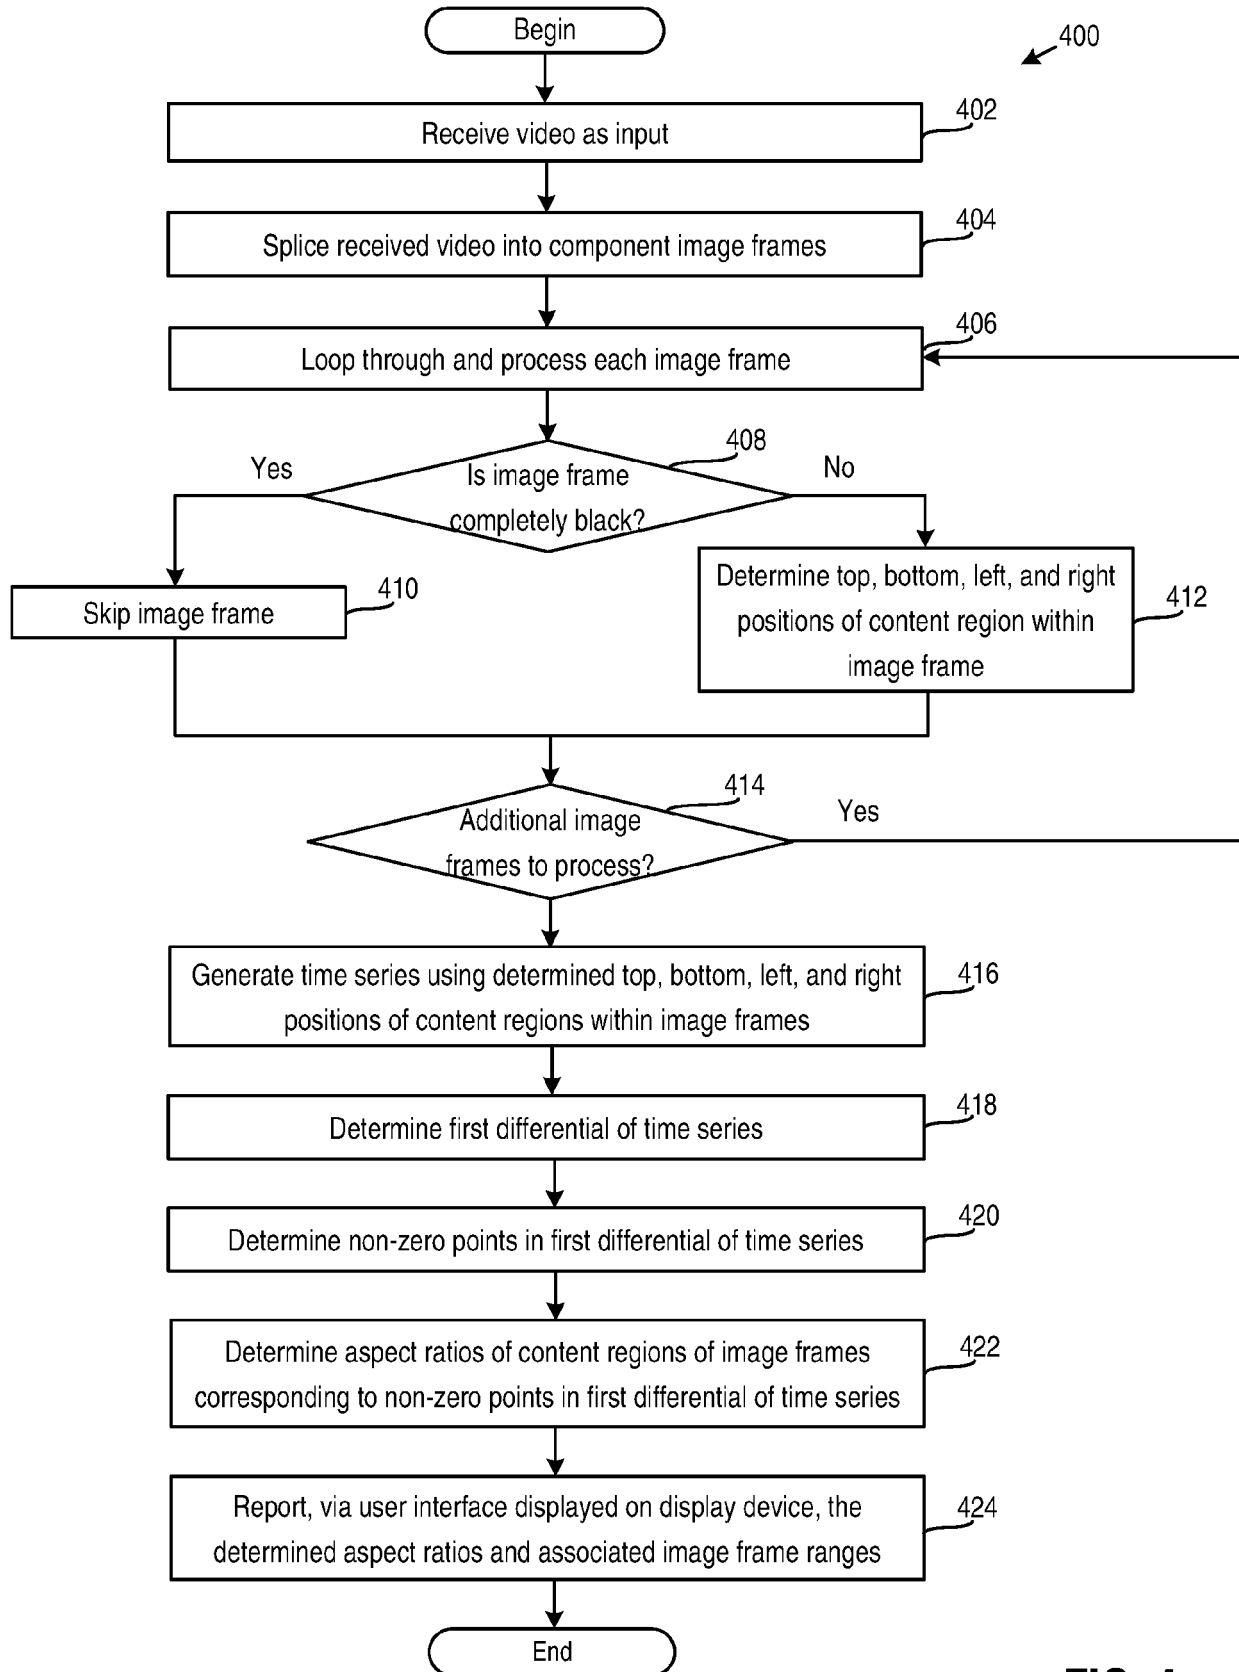 Begin
400
Receive video as input
402
Splice received video into component image frames
404
Loop through and process each image frame
406
Is image frame
completely black?
408
Yes
No
Skip image frame
410
Determine top, bottom, left, and right
positions of content region within
image frame
412
Additional image
frames to process?
414
Yes
Generate time series using determined top, bottom, left, and right
positions of content regions within image frames
416
Determine first differential of time series
418
Determine non-zero points in first differential of time series
420
Determine aspect ratios of content regions of image frames
corresponding to non-zero points in first differential of time series
422
Report, via user interface displayed on display device, the
determined aspect ratios and associated image frame ranges
424
End